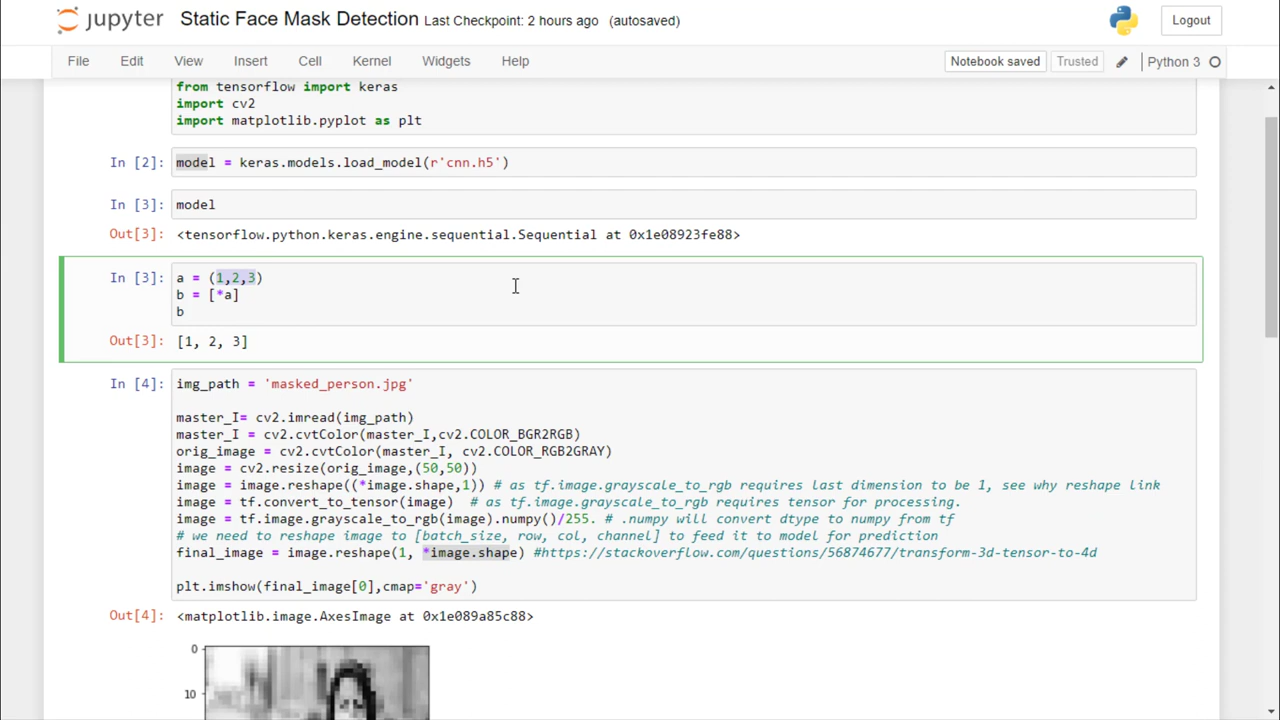 jupyter Static Face Mask Detection Last Checkpoint: 2 hours ago (autosaved) Logout
File Edit View Insert Cell Kernel Widgets Help Notebook saved Trusted Python 3
from tensorflow import keras
import cv2
import matplotlib.pyplot as plt
In [2]: model = keras.models.load_model(r'cnn.h5')
In [3]: model
Out[3]: <tensorflow.python.keras.engine.sequential.Sequential at 0x1e08923fe88>
In [3]: a = (1,2,3)
b = [*a]
b
Out[3]: [1, 2, 3]
In [4]: img_path = 'masked_person.jpg'
master_I= cv2.imread(img_path)
master_I = cv2.cvtColor(master_I,cv2.COLOR_BGR2RGB)
orig_image = cv2.cvtColor(master_I, cv2.COLOR_RGB2GRAY)
image = cv2.resize(orig_image,(50,50))
image = image.reshape((*image.shape,1)) # as tf.image.grayscale_to_rgb requires last dimension to be 1, see why reshape link
image = tf.convert_to_tensor(image)  # as tf.image.grayscale_to_rgb requires tensor for processing.
image = tf.image.grayscale_to_rgb(image).numpy()/255. # .numpy will convert dtype to numpy from tf
# we need to reshape image to [batch_size, row, col, channel] to feed it to model for prediction
final_image = image.reshape(1, *image.shape) #https://stackoverflow.com/questions/56874677/transform-3d-tensor-to-4d
plt.imshow(final_image[0],cmap='gray')
Out[4]: <matplotlib.image.AxesImage at 0x1e089a85c88>
0
10